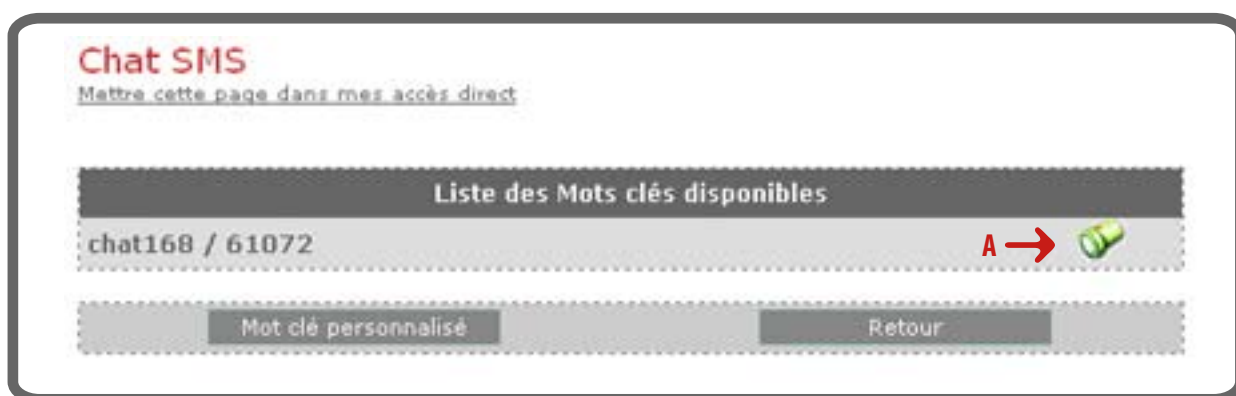 Chat SMS
Mettre cette page dans mes accès direct
Liste des Mots clés disponibles
chat168 / 61072 A
Mot clé personnalisé Retour